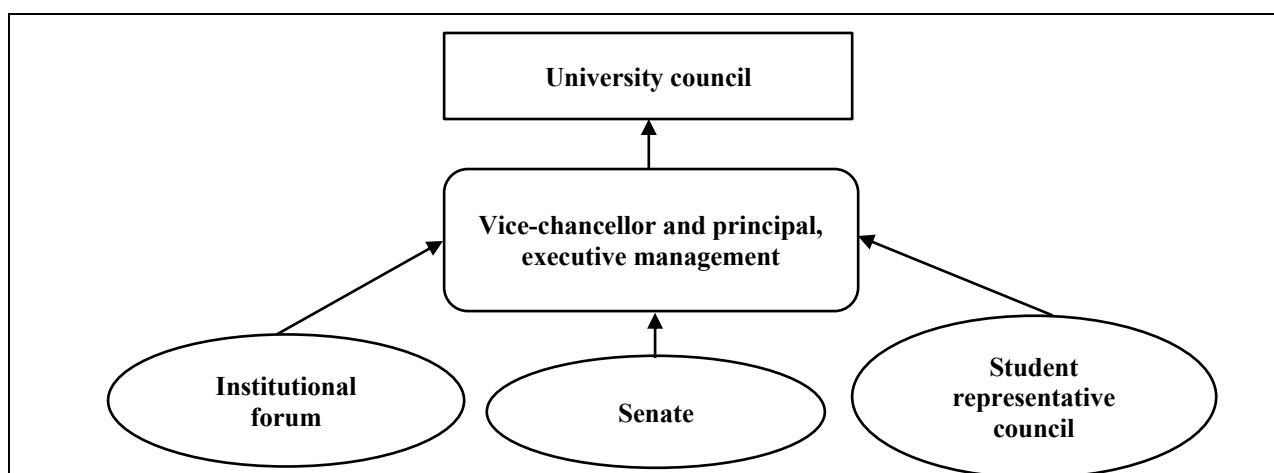 University council
Vice-chancellor and principal,
executive management
Institutional
forum
Senate
Student
representative
council